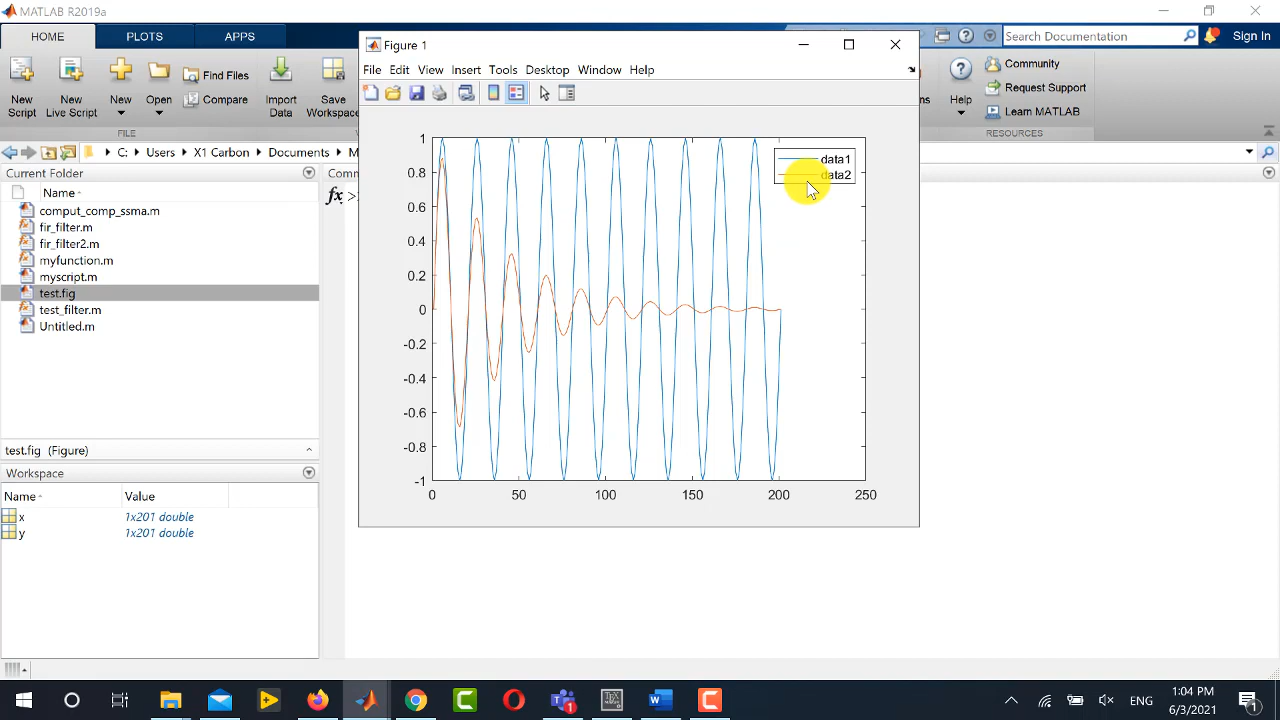 MATLAB R2019a
HOME PLOTS APPS
Search Documentation Sign In
Figure 1
File Edit View Insert Tools Desktop Window Help
New Script
New Live Script
New
Open
Find Files
Compare
Import Data
Save Workspace
Help
Community
Request Support
Learn MATLAB
FILE
RESOURCES
C: Users X1 Carbon Documents M
Current Folder
Name
comput_comp_ssma.m
fir_filter.m
fir_filter2.m
myfunction.m
myscript.m
test.fig
test_filter.m
Untitled.m
test.fig (Figure)
Workspace
Name Value
x 1x201 double
y 1x201 double
Comm
fx >
data1
data2
1
0.8
0.6
0.4
0.2
0
-0.2
-0.4
-0.6
-0.8
-1
0 50 100 150 200 250
ENG
1:04 PM
6/3/2021